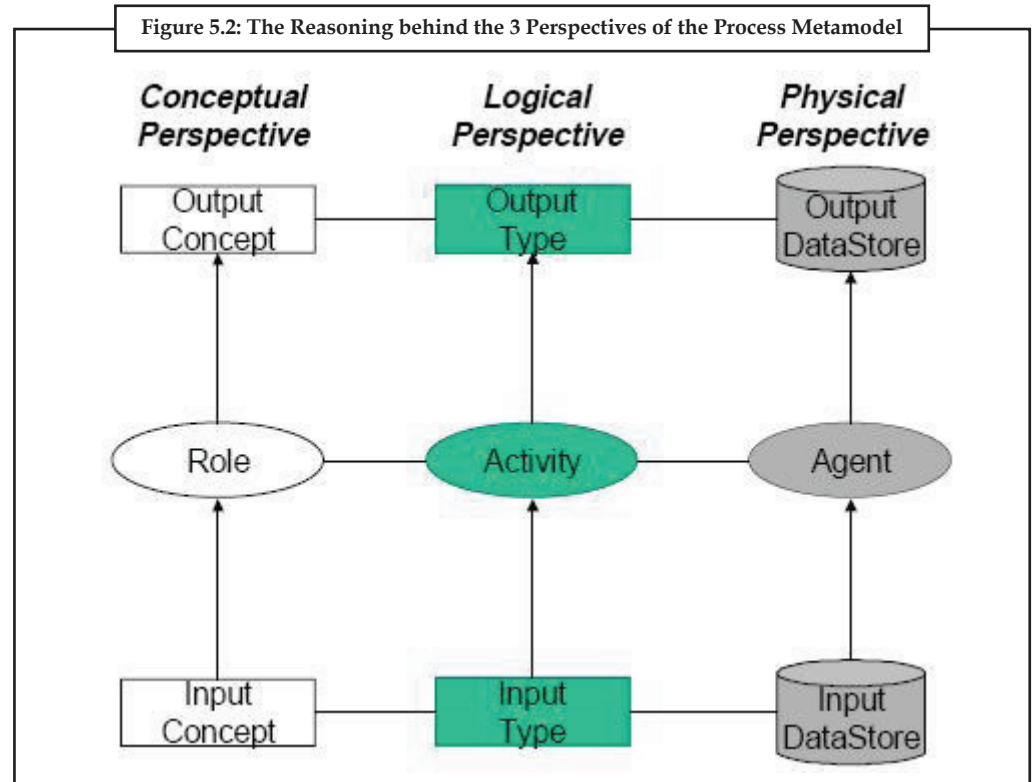 Figure 5.2: The Reasoning behind the 3 Perspectives of the Process Metamodel
Conceptual
Perspective
Logical
Perspective
Physical
Perspective
Output
Concept
Output
Type
Output
DataStore
Role
Activity
Agent
Input
Concept
Input
Type
Input
DataStore